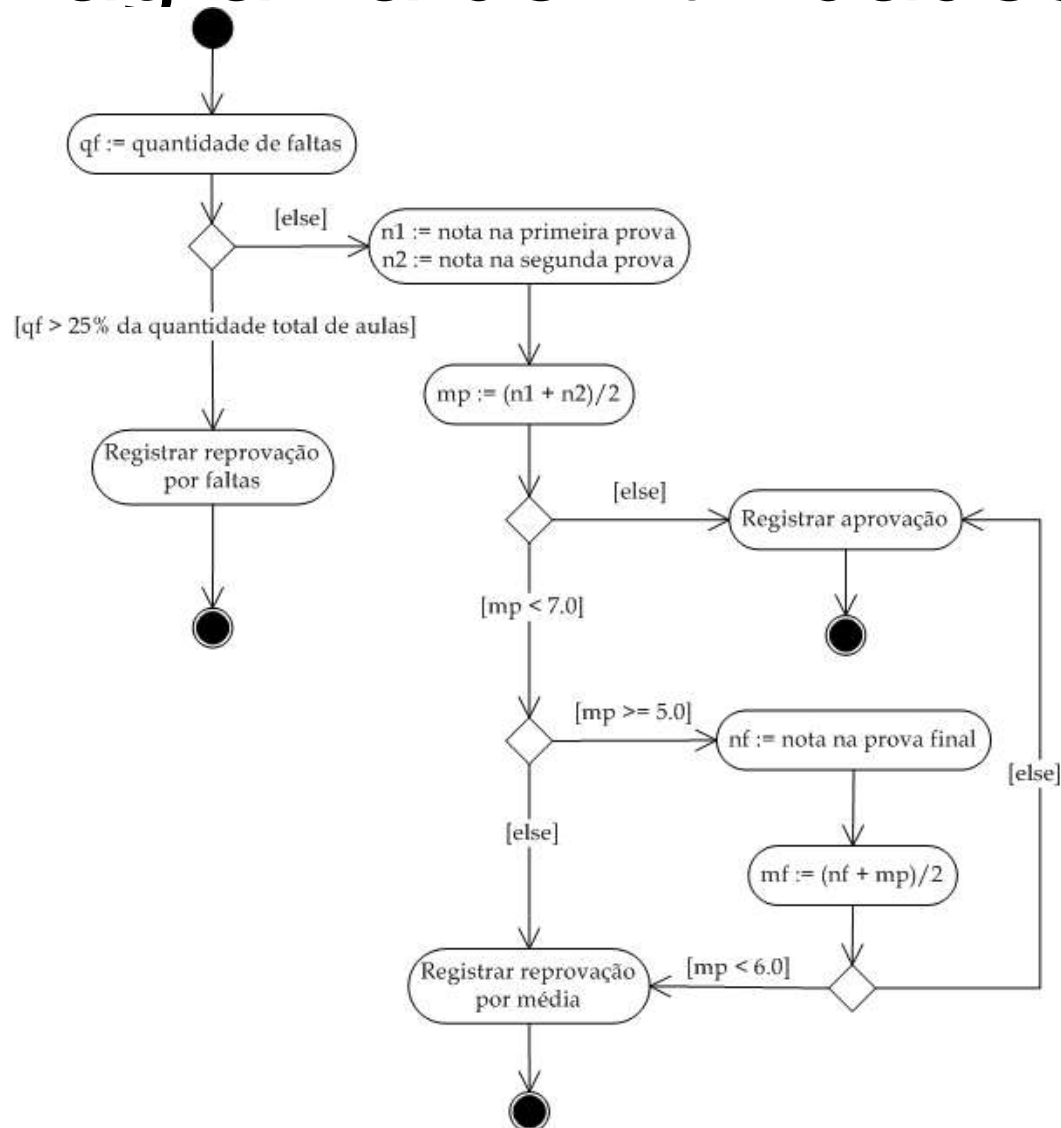 qf := quantidade de faltas
[else]
n1 := nota na primeira prova
n2 := nota na segunda prova
[qf > 25% da quantidade total de aulas]
mp := (n1 + n2)/2
Registrar reprovação
por faltas
[else]
Registrar aprovação
[mp < 7.0]
[mp >= 5.0]
nf := nota na prova final
[else]
[else]
mf := (nf + mp)/2
[mp < 6.0]
Registrar reprovação
por média